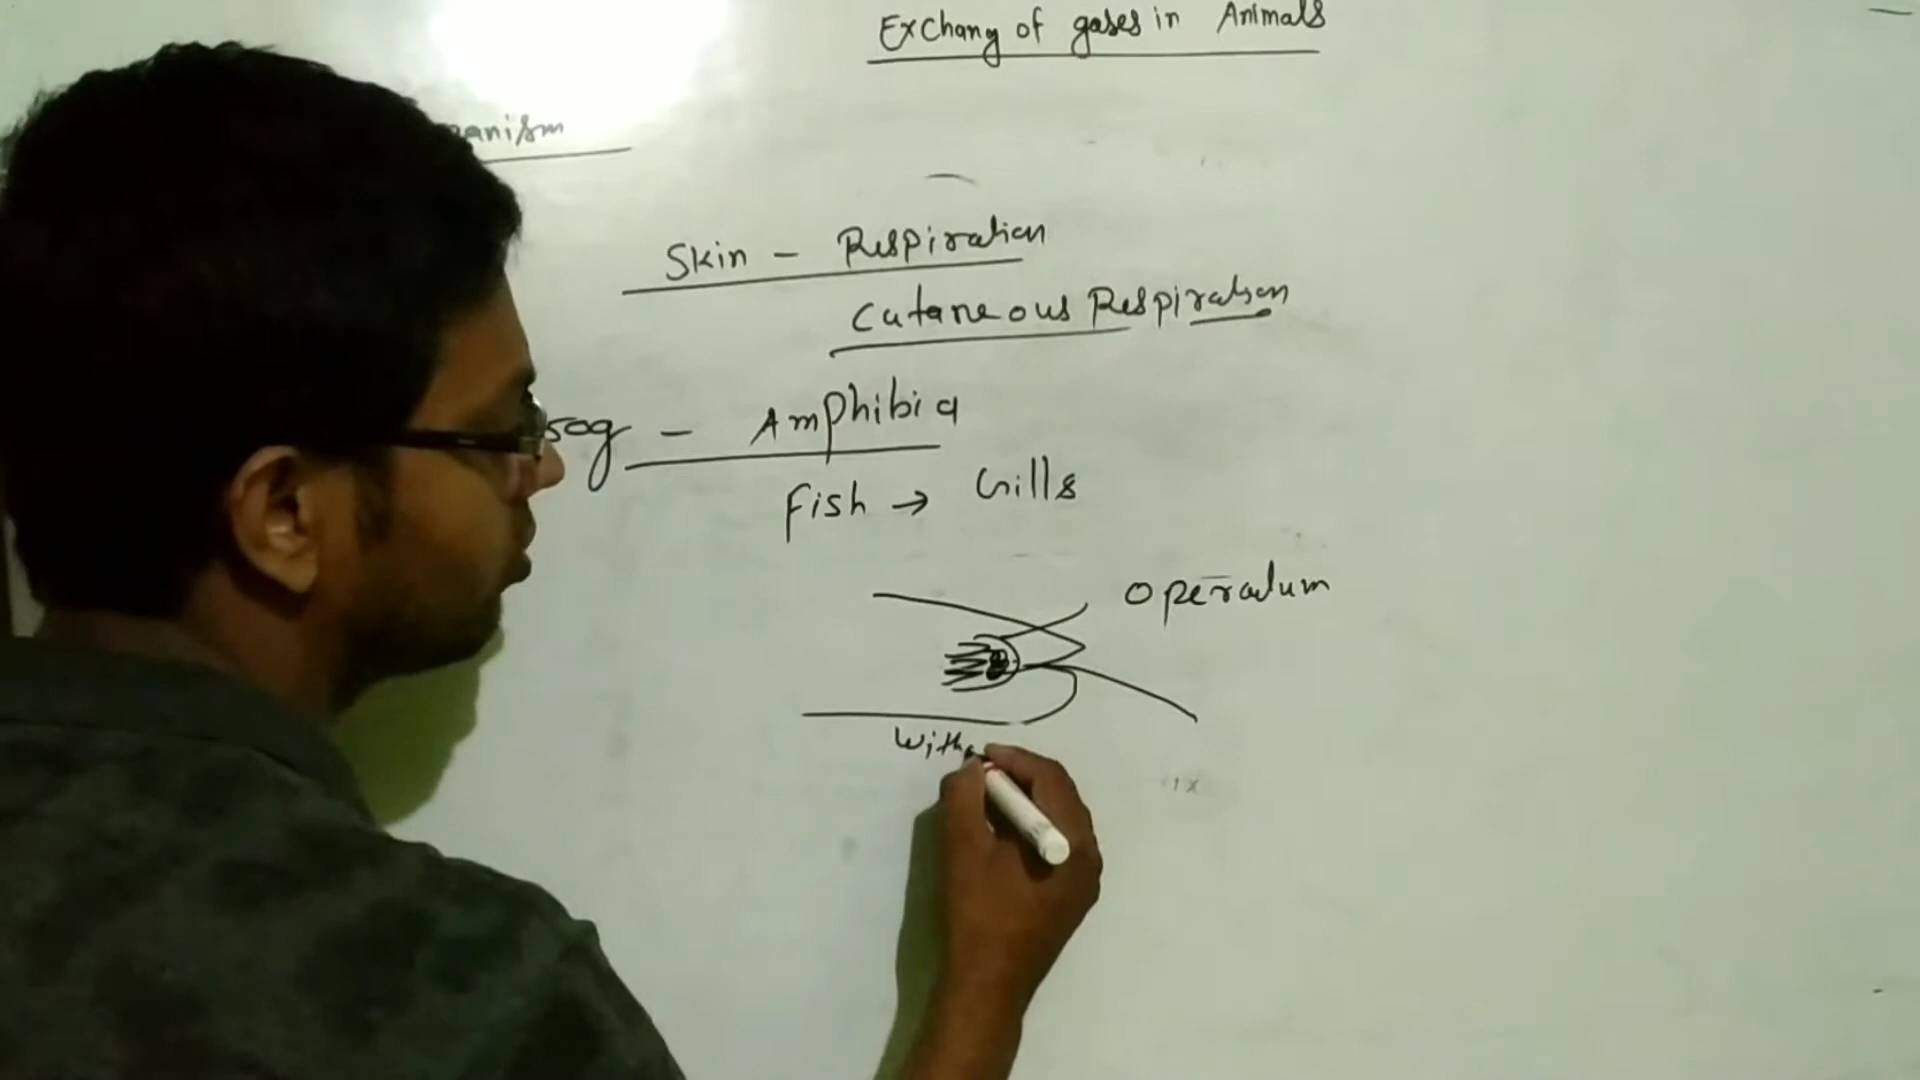 Exchang of gases in Animals
anism
Skin - Respiration
Cutaneous Respiration
og - Amphibia
Fish → Gills
Operculum
With